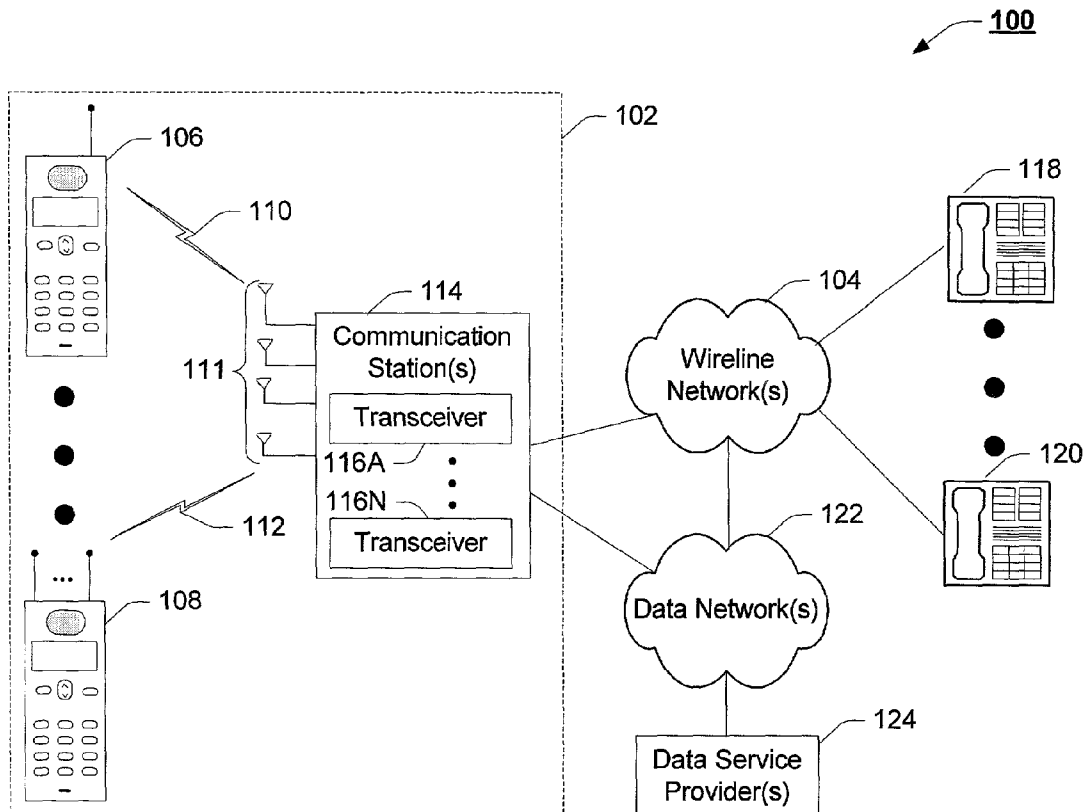 100
102
106
118
110
104
114
Communication
Station(s)
Wireline
Network(s)
111
Transceiver
116A
120
116N
122
112
Transceiver
...
Data Network(s)
108
124
Data Service
Provider(s)